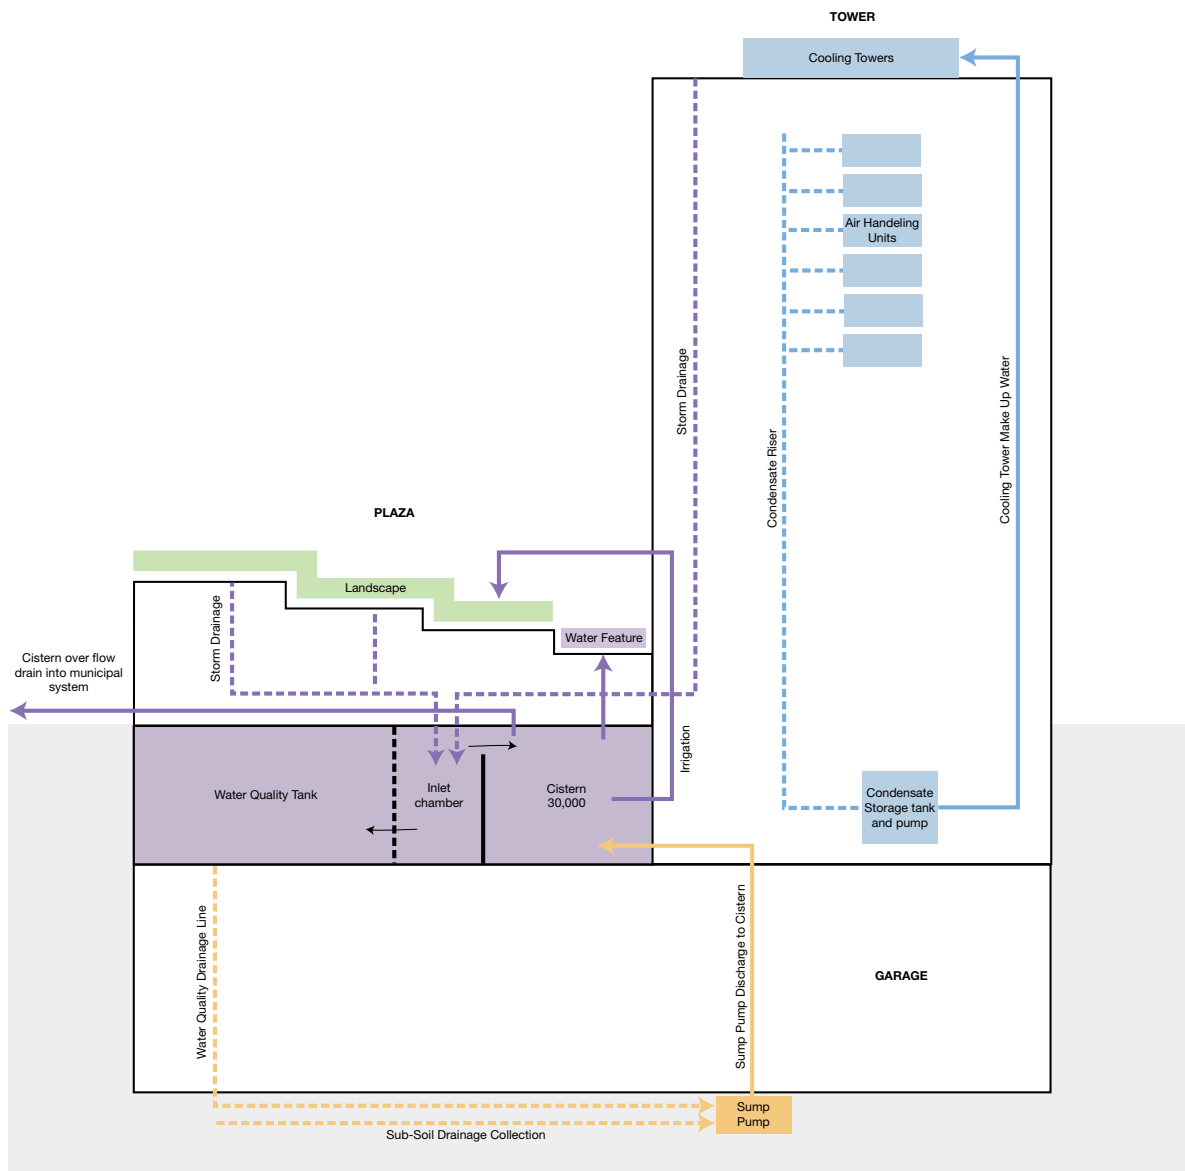 TOWER
Cooling Towers
Air Handeling
Units
Storm Drainage
Condensate Riser
Cooling Tower Make Up Water
PLAZA
Landscape
Storm Drainage
Water Feature
Cistern over flow
drain into municipal
system
Irrigation
Water Quality Tank
Inlet
chamber
Cistern
30,000
Condensate
Storage tank
and pump
Water Quality Drainage Line
Sump Pump Discharge to Cistern
GARAGE
Sump
Pump
Sub-Soil Drainage Collection